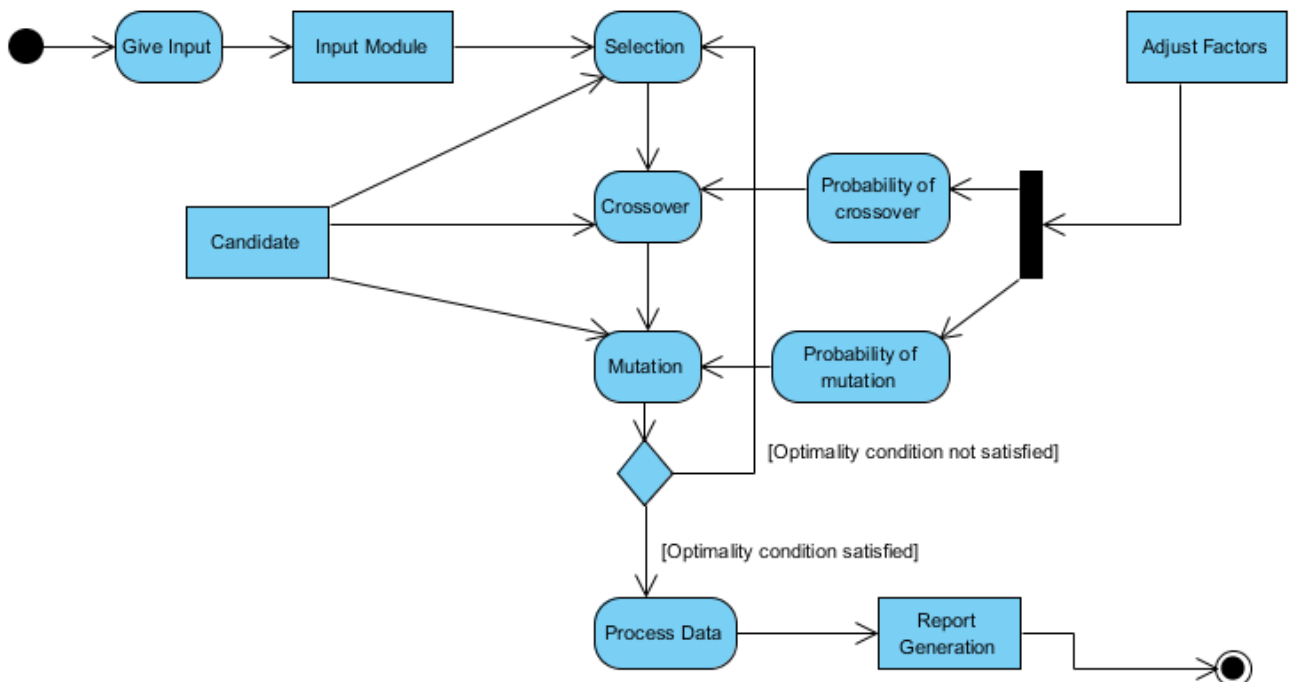 Give Input
Input Module
Selection
Adjust Factors
Probability of
crossover
Crossover
Candidate
Probability of
mutation
Mutation
[Optimality condition not satisfied]
[Optimality condition satisfied]
Process Data
Report
Generation